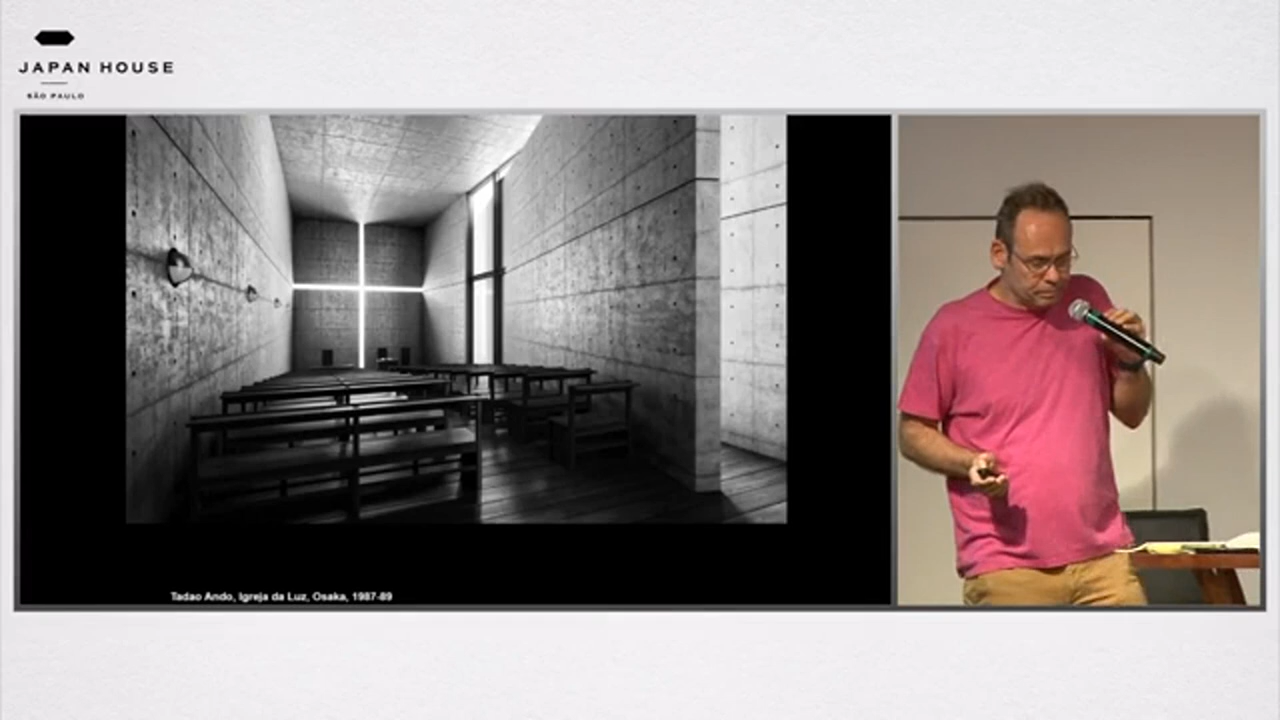 JAPAN HOUSE
SÃO PAULO
Tadao Ando, Igreja da Luz, Osaka, 1987-89